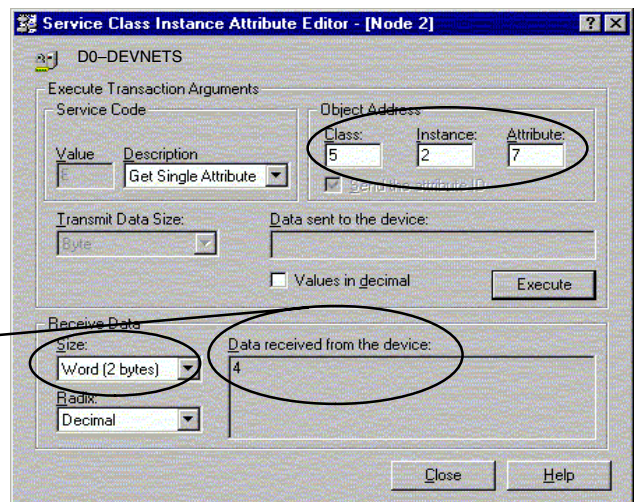 Service Class Instance Attribute Editor - [Node 2]
D0–DEVNETS
Execute Transaction Arguments
Service Code
Object Address
Value Description
E Get Single Attribute
Class: Instance: Attribute:
5 2 7
Send the attribute ID
Transmit Data Size: Data sent to the device:
Byte
Values in decimal
Execute
Receive Data
Size: Data received from the device:
Word (2 bytes) 4
Radix:
Decimal
Close Help